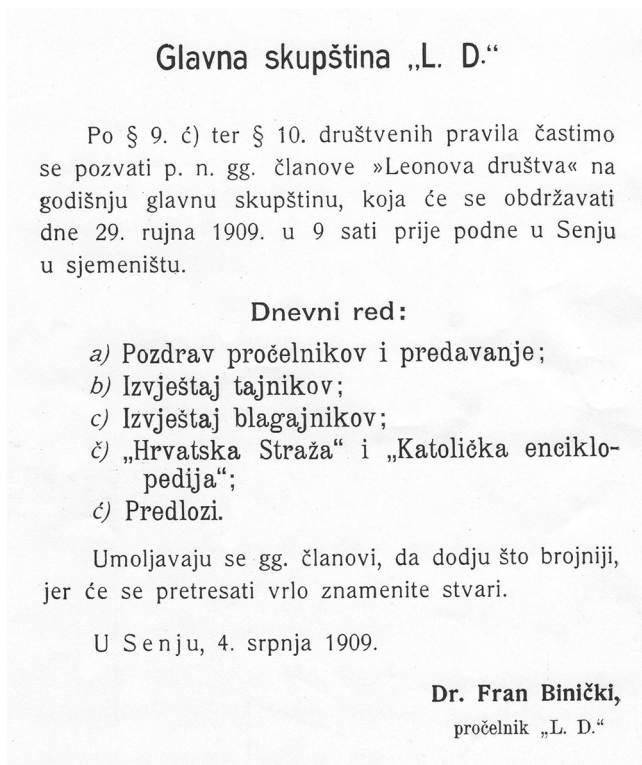 Glavna skupština „L. D.“
Po § 9. ć) ter § 10. društvenih pravila častimo
se pozvati p. n. gg. članove »Leonova društva« na
godišnju glavnu skupštinu, koja će se obdržavati
dne 29. rujna 1909. u 9 sati prije podne u Senju
u sjemeništu.
Dnevni red:
a) Pozdrav pročelnikov i predavanje;
b) Izvještaj tajnikov;
c) Izvještaj blagajnikov;
č) „Hrvatska Straža“ i „Katolička enciklo-
pedija“;
ć) Predlozi.
Umoljavaju se gg. članovi, da dodju što brojniji,
jer će se pretresati vrlo znamenite stvari.
U Senju, 4. srpnja 1909.
Dr. Fran Binički,
pročelnik „L. D.“